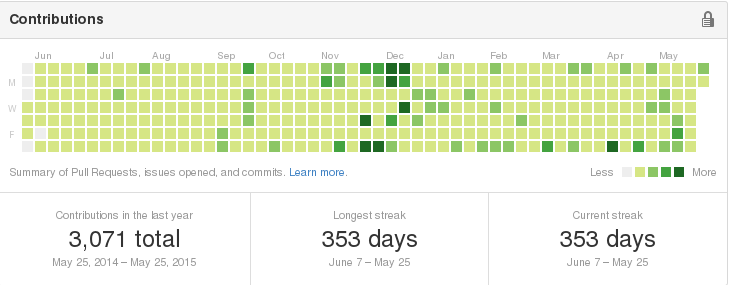 Contributions
Jun Jul Aug Sep Oct Nov Dec Jan Feb Mar Apr May
M
W
F
Summary of Pull Requests, issues opened, and commits. Learn more.
Less More
Contributions in the last year
3,071 total
May 25, 2014 – May 25, 2015
Longest streak
353 days
June 7 – May 25
Current streak
353 days
June 7 – May 25